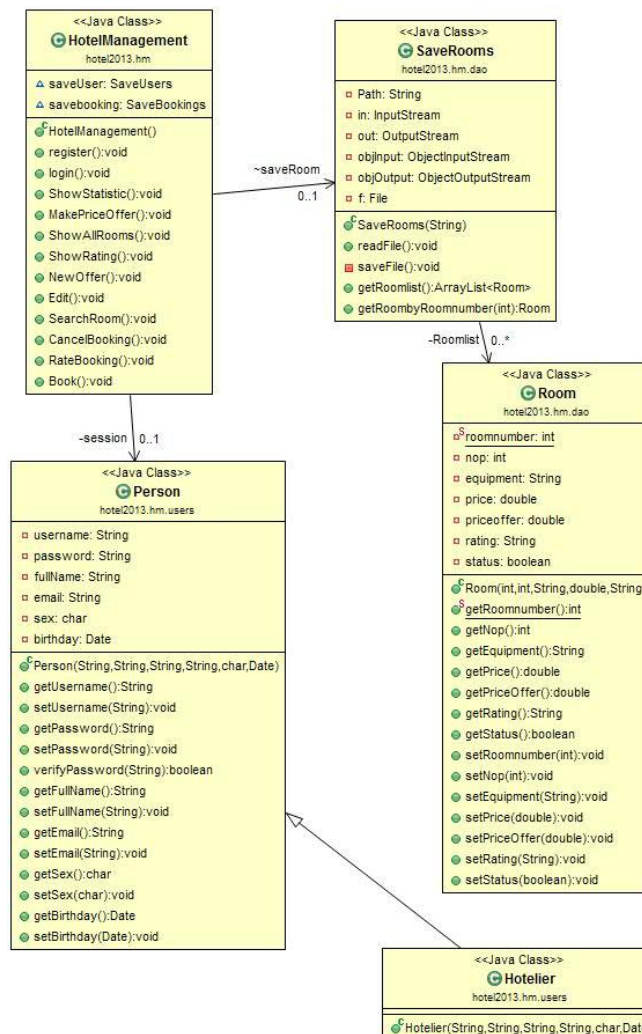 <<Java Class>>
HotelManagement
hotel2013.hm
saveUser: SaveUsers
savebooking: SaveBookings
HotelManagement()
register():void
login():void
ShowStatistic():void
MakePriceOffer():void
ShowAllRooms():void
ShowRating():void
NewOffer():void
Edit():void
SearchRoom():void
CancelBooking():void
RateBooking():void
Book():void
~saveRoom
0..1
<<Java Class>>
SaveRooms
hotel2013.hm.dao
Path: String
in: InputStream
out: OutputStream
objInput: ObjectInputStream
objOutput: ObjectOutputStream
f: File
SaveRooms(String)
readFile():void
saveFile():void
getRoomlist():ArrayList<Room>
getRoombyRoomnumber(int):Room
-Roomlist 0..*
-session 0..1
<<Java Class>>
Person
hotel2013.hm.users
username: String
password: String
fullName: String
email: String
sex: char
birthday: Date
Person(String,String,String,String,char,Date)
getUsername():String
setUsername(String):void
getPassword():String
setPassword(String):void
verifyPassword(String):boolean
getFullName():String
setFullName(String):void
getEmail():String
setEmail(String):void
getSex():char
setSex(char):void
getBirthday():Date
setBirthday(Date):void
<<Java Class>>
Room
hotel2013.hm.dao
S roomnumber: int
nop: int
equipment: String
price: double
priceoffer: double
rating: String
status: boolean
Room(int,int,String,double,String
S getRoomnumber():int
getNop():int
getEquipment():String
getPrice():double
getPriceOffer():double
getRating():String
getStatus():boolean
setRoomnumber(int):void
setNop(int):void
setEquipment(String):void
setPrice(double):void
setPriceOffer(double):void
setRating(String):void
setStatus(boolean):void
<<Java Class>>
Hotelier
hotel2013.hm.users
Hotelier(String,String,String,String,char,Dat